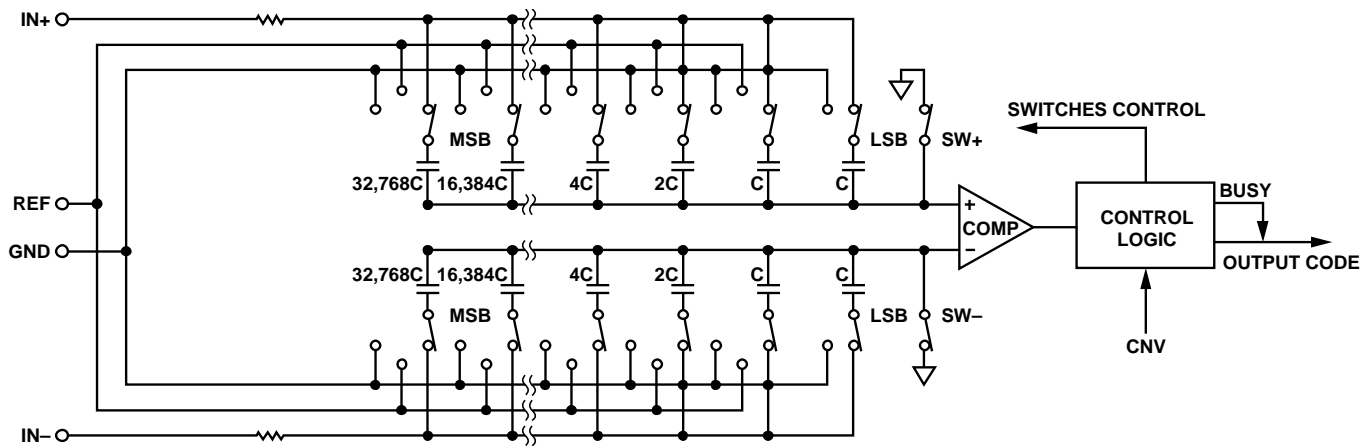 IN+
SWITCHES CONTROL
MSB
LSB
SW+
32,768C
16,384C
4C
2C
C
C
BUSY
REF
+
COMP
−
CONTROL
LOGIC
GND
OUTPUT CODE
32,768C
16,384C
4C
2C
C
C
MSB
LSB
SW–
CNV
IN–